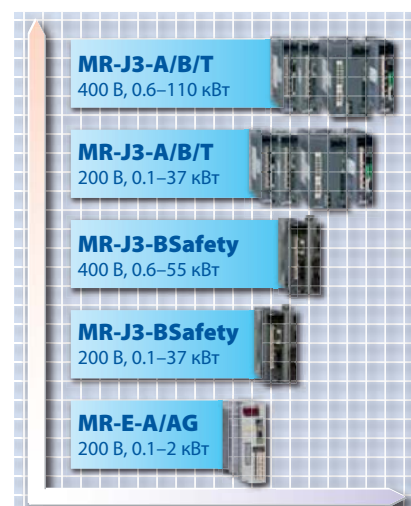 MR-J3-A/B/T
400 В, 0.6–110 кВт
MR-J3-A/B/T
200 В, 0.1–37 кВт
MR-J3-BSafety
400 В, 0.6–55 кВт
MR-J3-BSafety
200 В, 0.1–37 кВт
MR-E-A/AG
200 В, 0.1–2 кВт